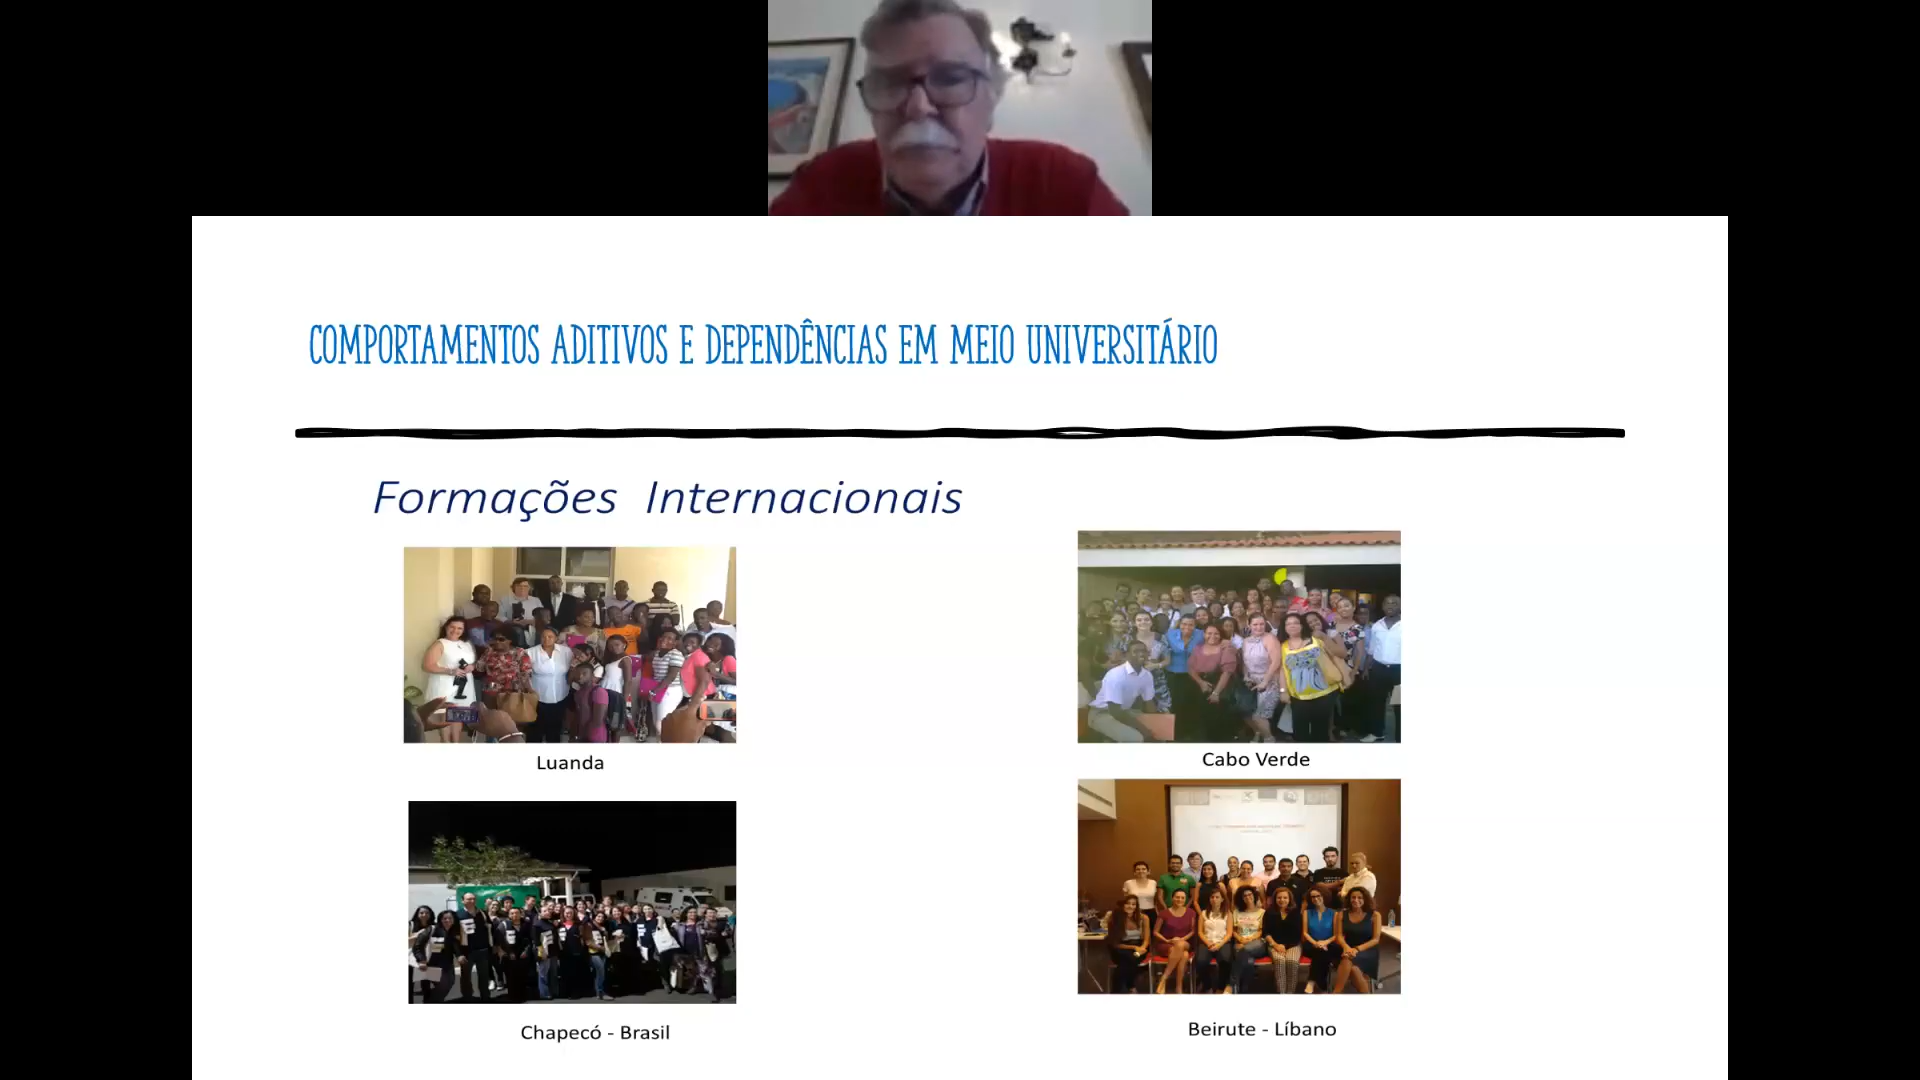 COMPORTAMENTOS ADITIVOS E DEPENDÊNCIAS EM MEIO UNIVERSITÁRIO
Formações Internacionais
Luanda
Cabo Verde
Chapecó - Brasil
Beirute - Líbano